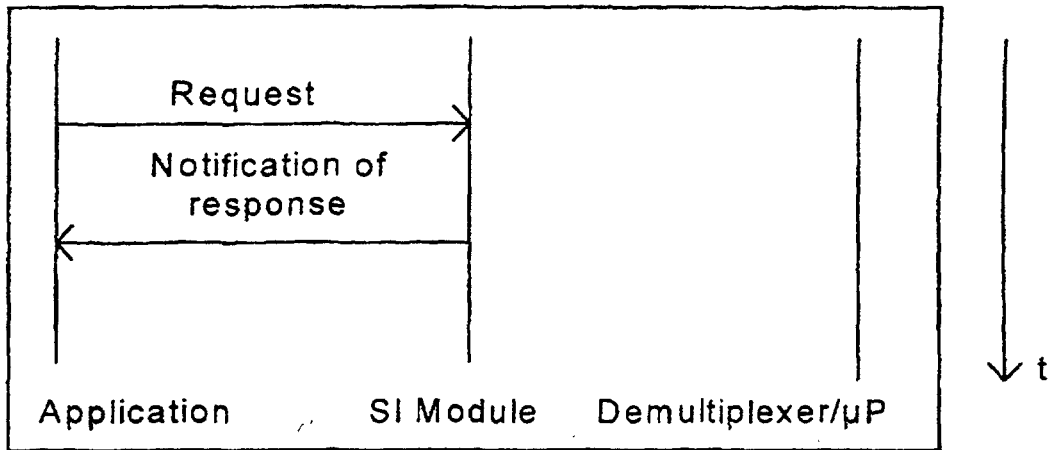 Request
Notification of
response
t
Application
SI Module
Demultiplexer/µP